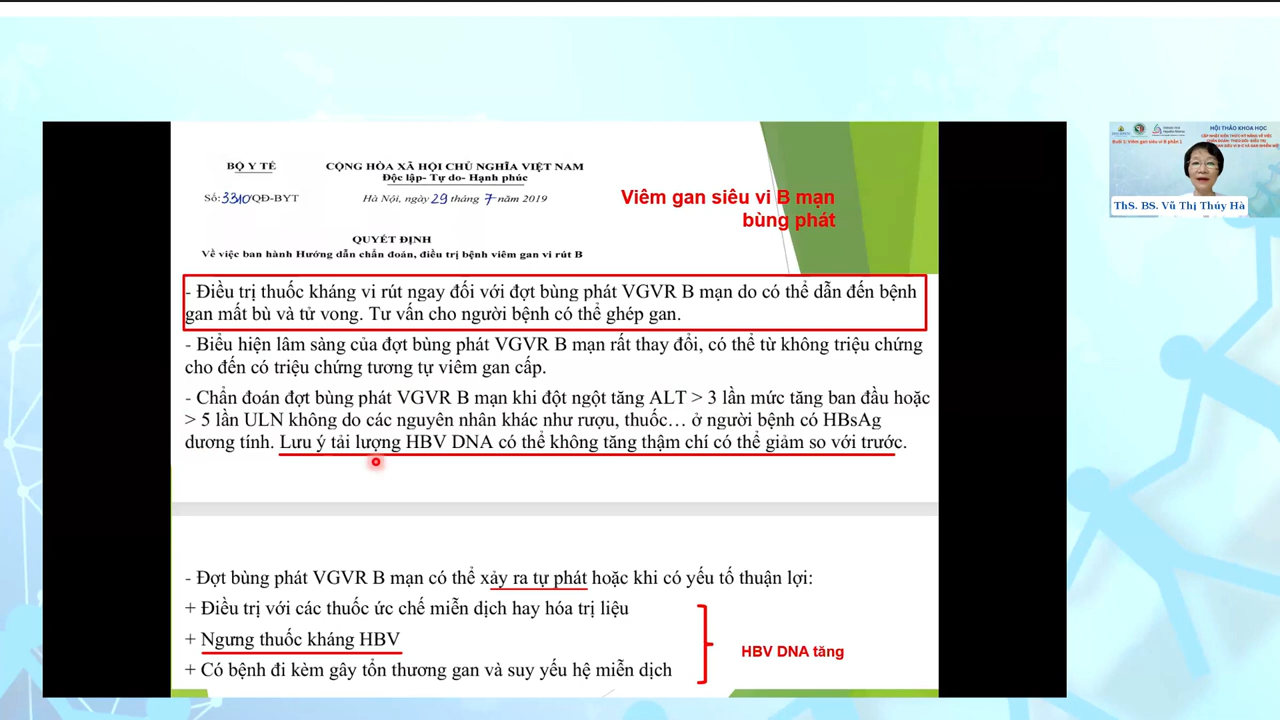 BỘ Y TẾ
CỘNG HÒA XÃ HỘI CHỦ NGHĨA VIỆT NAM
Độc lập- Tự do- Hạnh phúc
Số: 3310/QĐ-BYT
Hà Nội, ngày 29 tháng 7 năm 2019
Viêm gan siêu vi B mạn
bùng phát
QUYẾT ĐỊNH
Về việc ban hành Hướng dẫn chẩn đoán, điều trị bệnh viêm gan vi rút B
- Điều trị thuốc kháng vi rút ngay đối với đợt bùng phát VGVR B mạn do có thể dẫn đến bệnh
gan mất bù và tử vong. Tư vấn cho người bệnh có thể ghép gan.
- Biểu hiện lâm sàng của đợt bùng phát VGVR B mạn rất thay đổi, có thể từ không triệu chứng
cho đến có triệu chứng tương tự viêm gan cấp.
- Chẩn đoán đợt bùng phát VGVR B mạn khi đột ngột tăng ALT > 3 lần mức tăng ban đầu hoặc
> 5 lần ULN không do các nguyên nhân khác như rượu, thuốc… ở người bệnh có HBsAg
dương tính. Lưu ý tải lượng HBV DNA có thể không tăng thậm chí có thể giảm so với trước.
- Đợt bùng phát VGVR B mạn có thể xảy ra tự phát hoặc khi có yếu tố thuận lợi:
+ Điều trị với các thuốc ức chế miễn dịch hay hóa trị liệu
+ Ngưng thuốc kháng HBV
+ Có bệnh đi kèm gây tổn thương gan và suy yếu hệ miễn dịch
HBV DNA tăng
HỘI THẢO KHOA HỌC
Buổi 1: Viêm gan siêu vi B phần 1
ThS. BS. Vũ Thị Thúy Hà